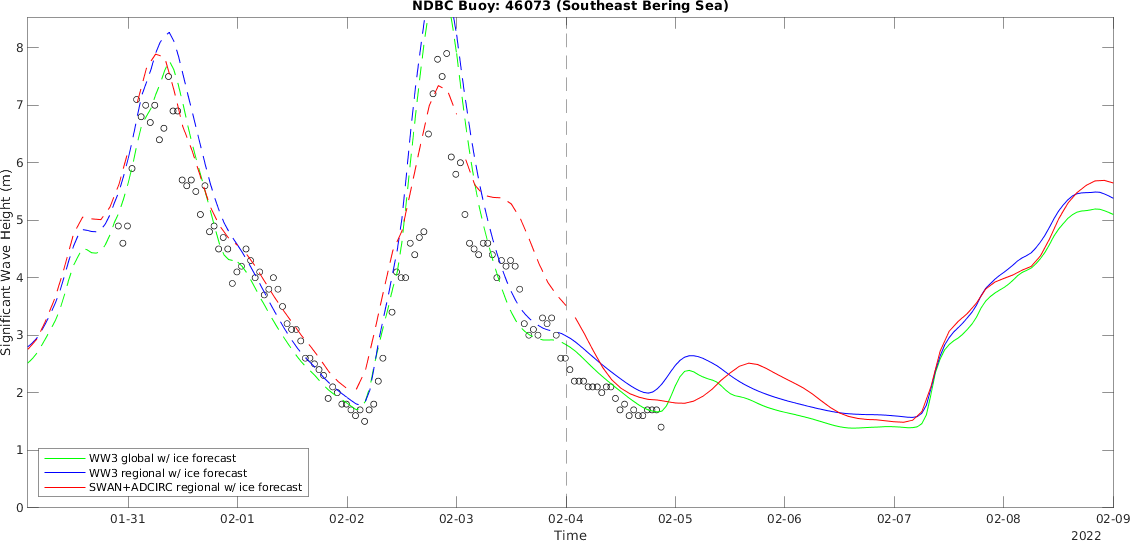 NDBC Buoy: 46073 (Southeast Bering Sea)
8
7
6
5
4
3
2
1
0
Significant Wave Height (m)
WW3 global w/ ice forecast
WW3 regional w/ ice forecast
SWAN+ADCIRC regional w/ ice forecast
01-31 02-01 02-02 02-03 02-04 02-05 02-06 02-07 02-08 02-09
Time
2022